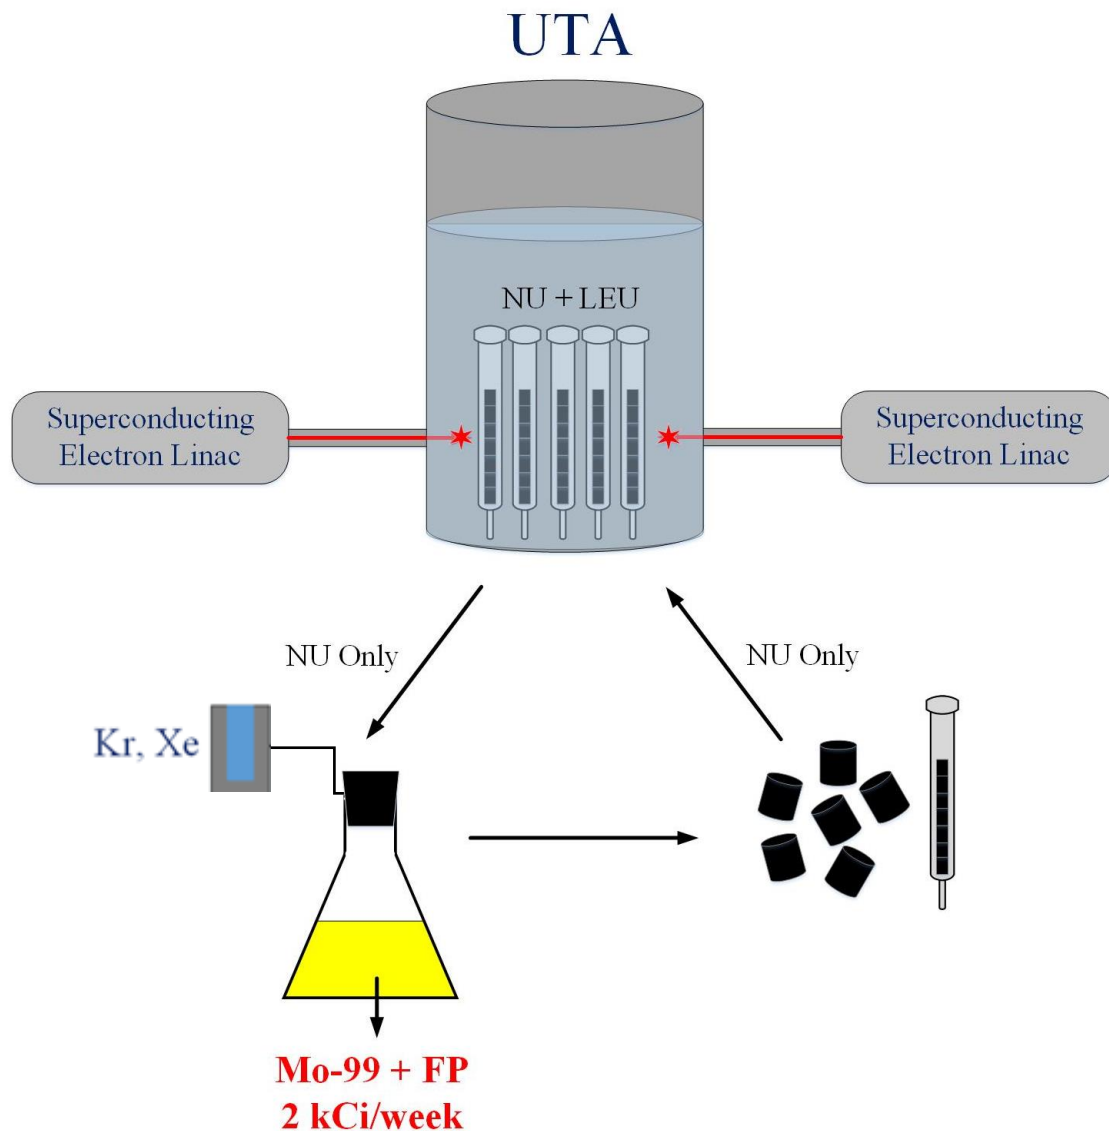 UTA
NU + LEU
Superconducting
Electron Linac
Superconducting
Electron Linac
NU Only
NU Only
Kr, Xe
Mo-99 + FP
2 kCi/week